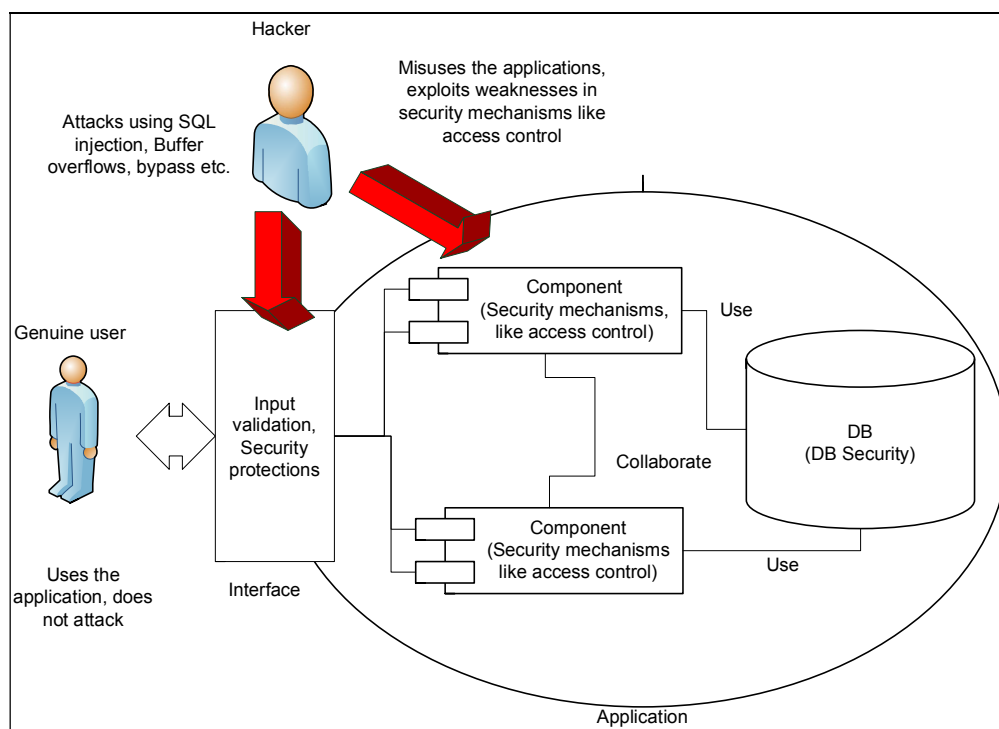 Hacker
Misuses the applications,
exploits weaknesses in
security mechanisms like
access control
Attacks using SQL
injection, Buffer
overflows, bypass etc.
Component
(Security mechanisms,
like access control)
Use
Genuine user
Input
validation,
Security
protections
DB
(DB Security)
Collaborate
Component
(Security mechanisms
like access control)
Use
Uses the
application, does
not attack
Interface
Application